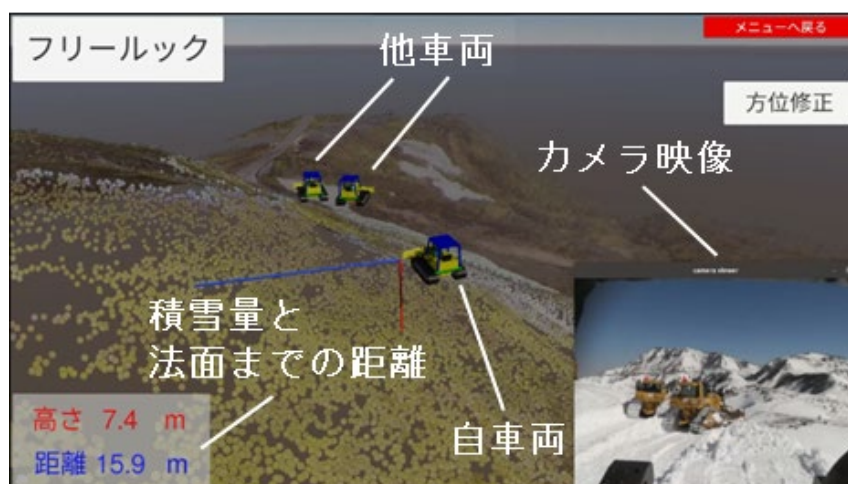 フリールック
他車両
メニューへ戻る
方位修正
カメラ映像
camera viewer
積雪量と
法面までの距離
自車両
高さ 7.4 m
距離 15.9 m